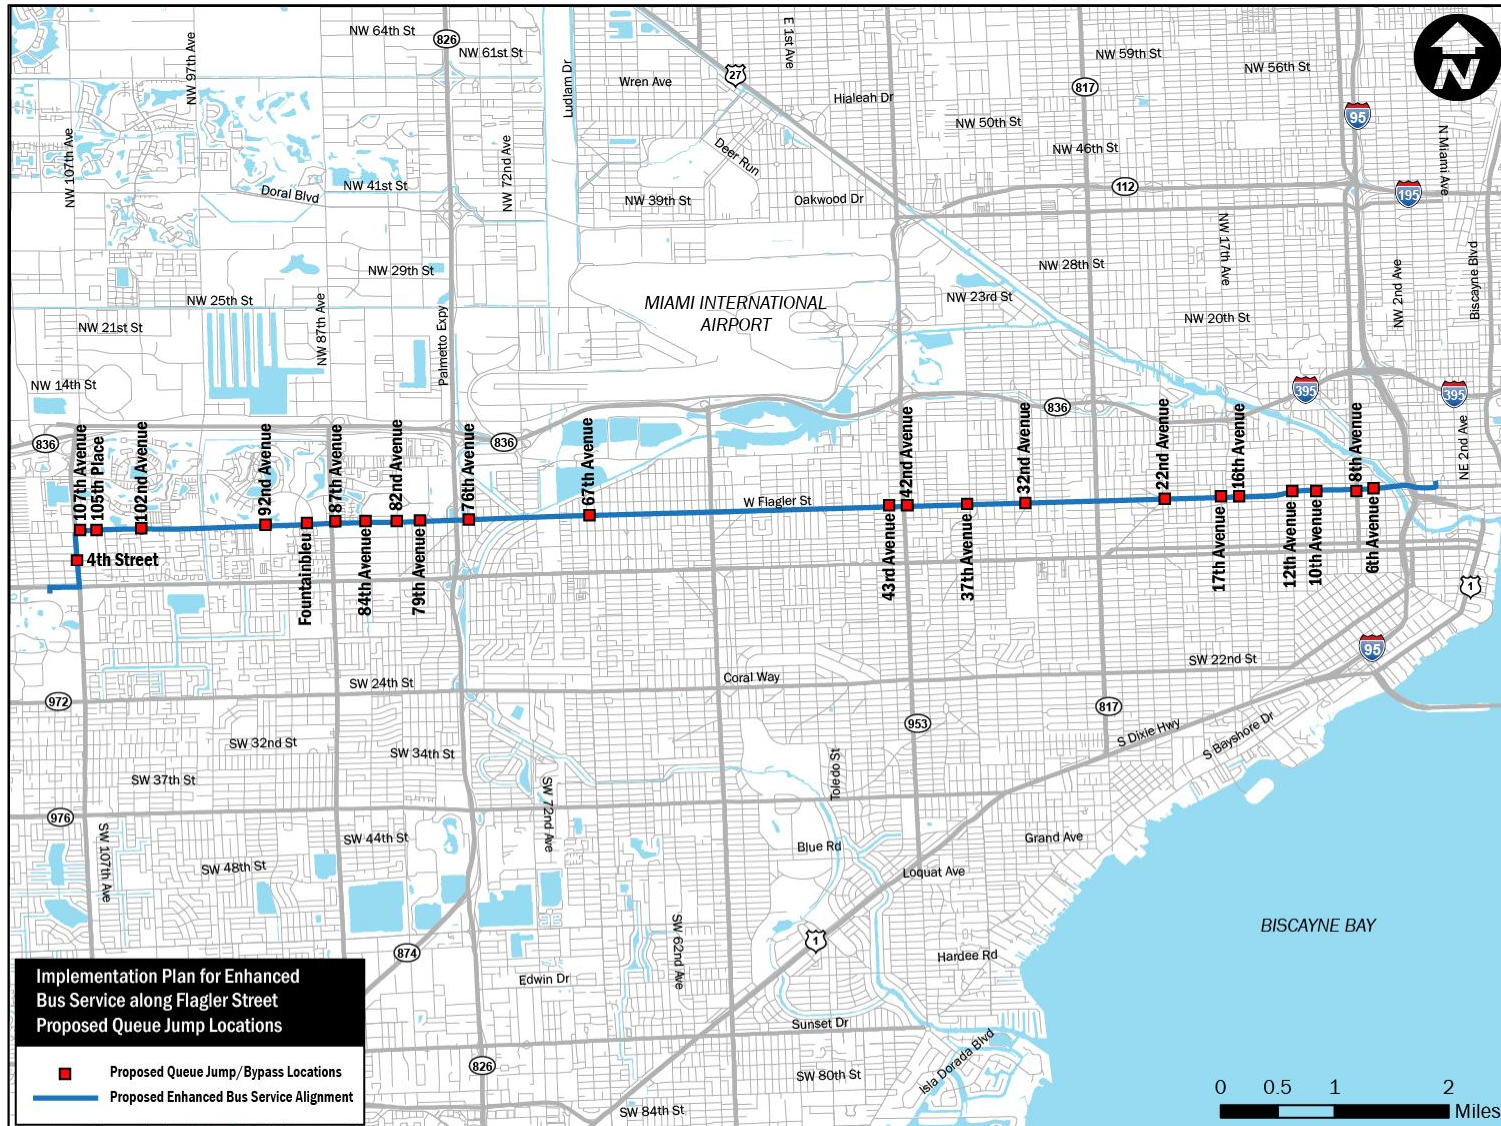 NW 64th St
826
NW 61st St
NW 97th Ave
Ludlam Dr
Wren Ave
27
E 1st Ave
Hialeah Dr
NW 59th St
NW 56th St
817
N
95
NW 50th St
NW 46th St
N Miami Ave
NW 107th Ave
NW 72nd Ave
Deer Run
Doral Blvd
NW 41st St
NW 39th St
Oakwood Dr
112
195
NW 17th Ave
NW 29th St
NW 28th St
NW 2nd Ave
Biscayne Blvd
NW 25th St
NW 23rd St
MIAMI INTERNATIONAL
AIRPORT
NW 21st St
NW 87th Ave
Palmetto Expy
NW 20th St
NW 14th St
395
395
836
836
836
NE 2nd Ave
107th Avenue
105th Place
102nd Avenue
92nd Avenue
87th Avenue
82nd Avenue
76th Avenue
67th Avenue
42nd Avenue
32nd Avenue
22nd Avenue
16th Avenue
8th Avenue
W Flagler St
4th Street
Fountainbleu
84th Avenue
79th Avenue
43rd Avenue
37th Avenue
17th Avenue
12th Avenue
10th Avenue
6th Avenue
1
95
SW 22nd St
SW 24th St
Coral Way
972
953
817
S Dixie Hwy
S Bayshore Dr
SW 32nd St
SW 34th St
SW 37th St
Toledo St
SW 72nd Ave
976
SW 107th Ave
SW 44th St
SW 48th St
Blue Rd
Grand Ave
Loquat Ave
SW 62nd Ave
BISCAYNE BAY
874
1
Hardee Rd
Edwin Dr
Sunset Dr
826
SW 80th St
Isla Dorada Blvd
SW 84th St
Implementation Plan for Enhanced
Bus Service along Flagler Street
Proposed Queue Jump Locations
Proposed Queue Jump/Bypass Locations
Proposed Enhanced Bus Service Alignment
0 0.5 1 2
Miles